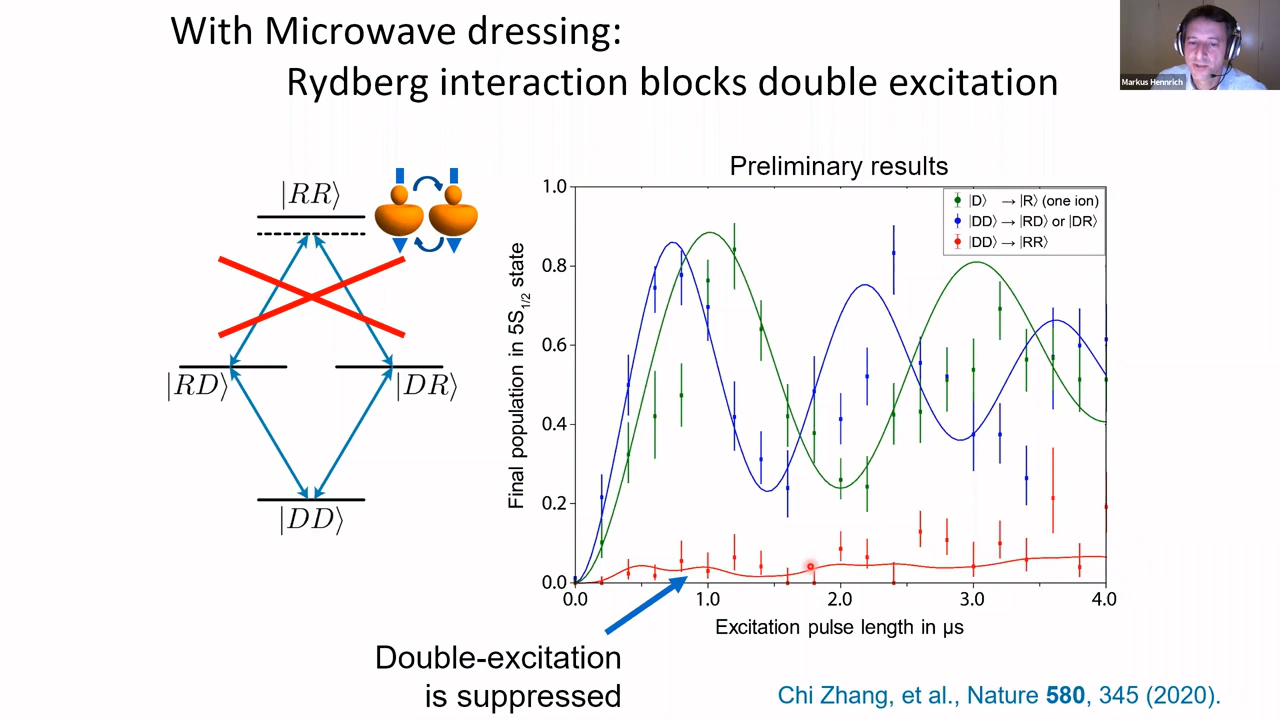 With Microwave dressing:
Rydberg interaction blocks double excitation
Markus Hennrich
|RR⟩
|RD⟩
|DR⟩
|DD⟩
Preliminary results
Final population in 5S1/2 state
1.0
0.8
0.6
0.4
0.2
0.0
|D⟩ → |R⟩ (one ion)
|DD⟩ → |RD⟩ or |DR⟩
|DD⟩ → |RR⟩
0.0 1.0 2.0 3.0 4.0
Excitation pulse length in µs
Double-excitation
is suppressed
Chi Zhang, et al., Nature 580, 345 (2020).